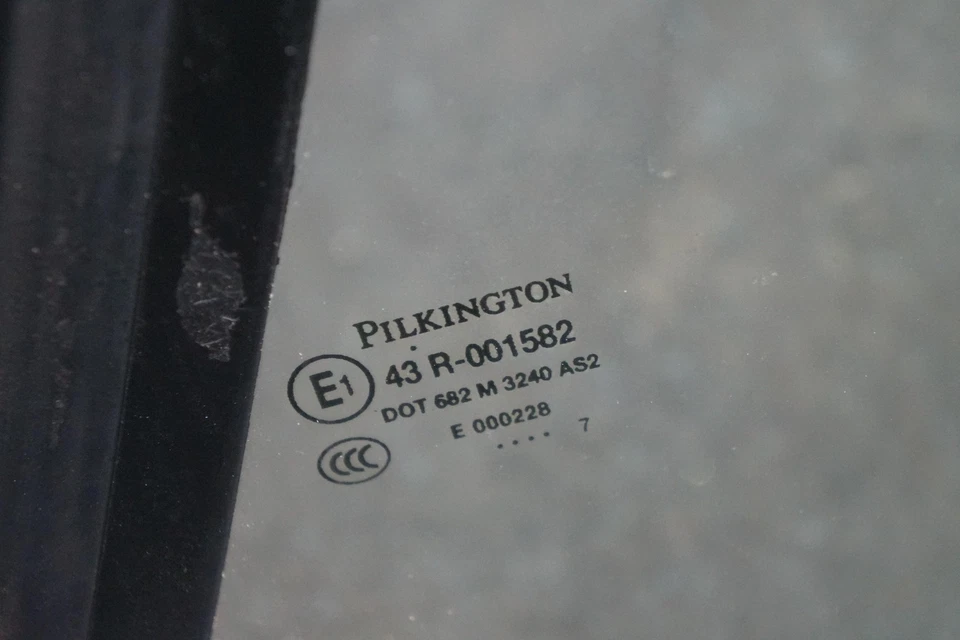 PILKINGTON
E1 43 R-001582
DOT 682 M 3240 AS2
CCC E 000228
.... 7